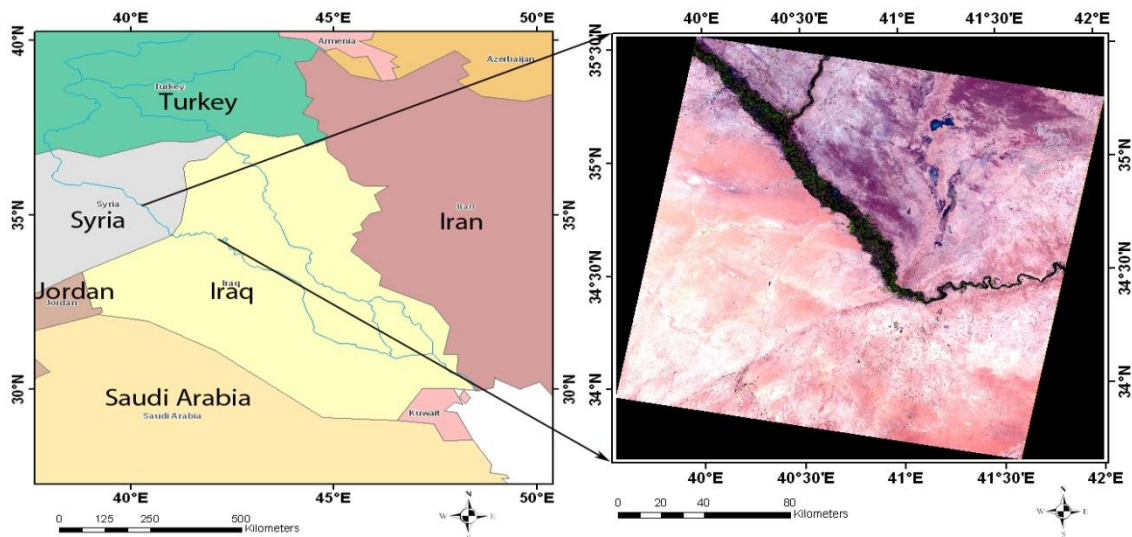 40°E 45°E 50°E
40°N
35°N
30°N
Armenia
Azerbaijan
Turkey
Turkey
Syria
Syria
Iran
Iran
Jordan
Jordan
Iraq
Iraq
Saudi Arabia
Saudi Arabia
Kuwait
40°N
35°N
30°N
40°E 45°E 50°E
0 125 250 500
Kilometers
N
W E
S
40°E 40°30'E 41°E 41°30'E 42°E
35°30'N
35°N
34°30'N
34°N
35°N
34°30'N
34°N
40°E 40°30'E 41°E 41°30'E 42°E
0 20 40 80
Kilometers
N
W E